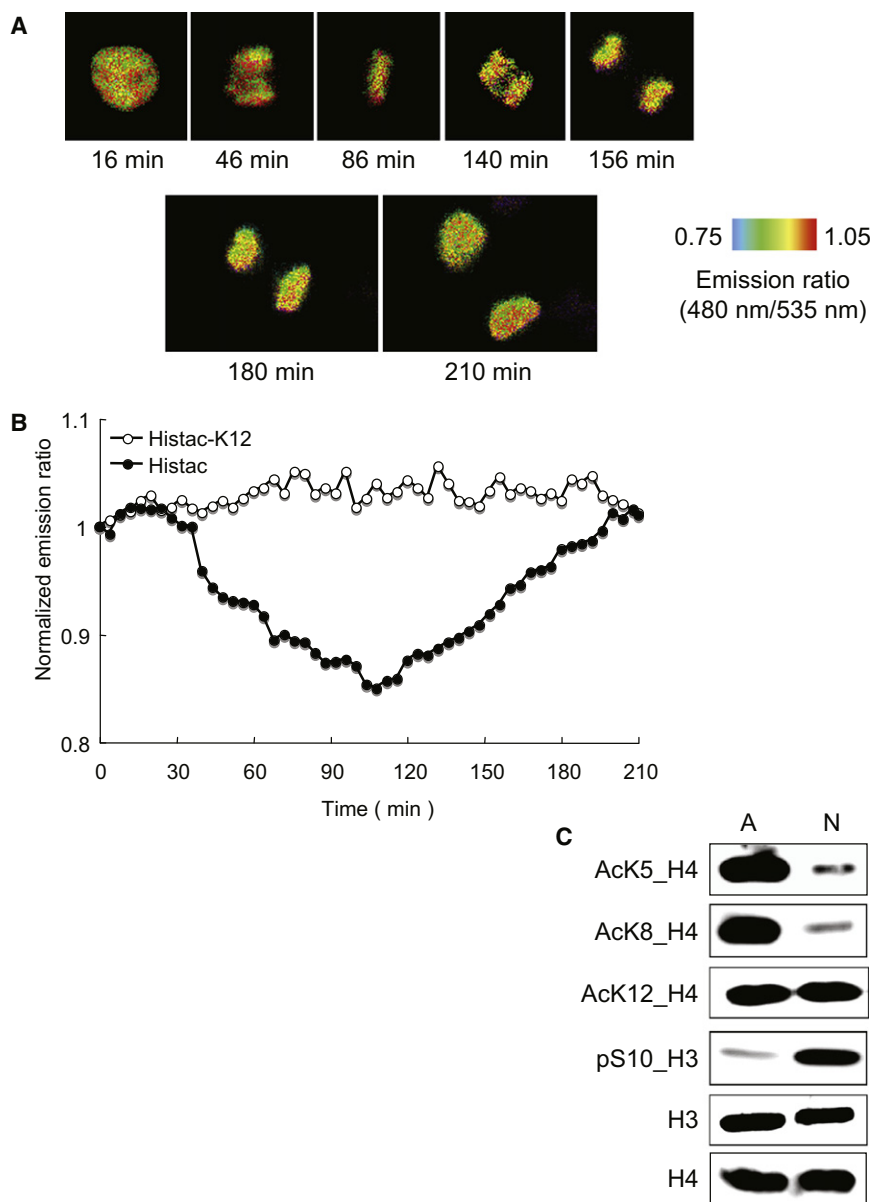 A
16 min 46 min 86 min 140 min 156 min
180 min 210 min
0.75 1.05
Emission ratio
(480 nm/535 nm)
B
Histac-K12
Histac
Normalized emission ratio
1.1
1
0.9
0.8
0 30 60 90 120 150 180 210
Time ( min )
C
A N
AcK5_H4
AcK8_H4
AcK12_H4
pS10_H3
H3
H4